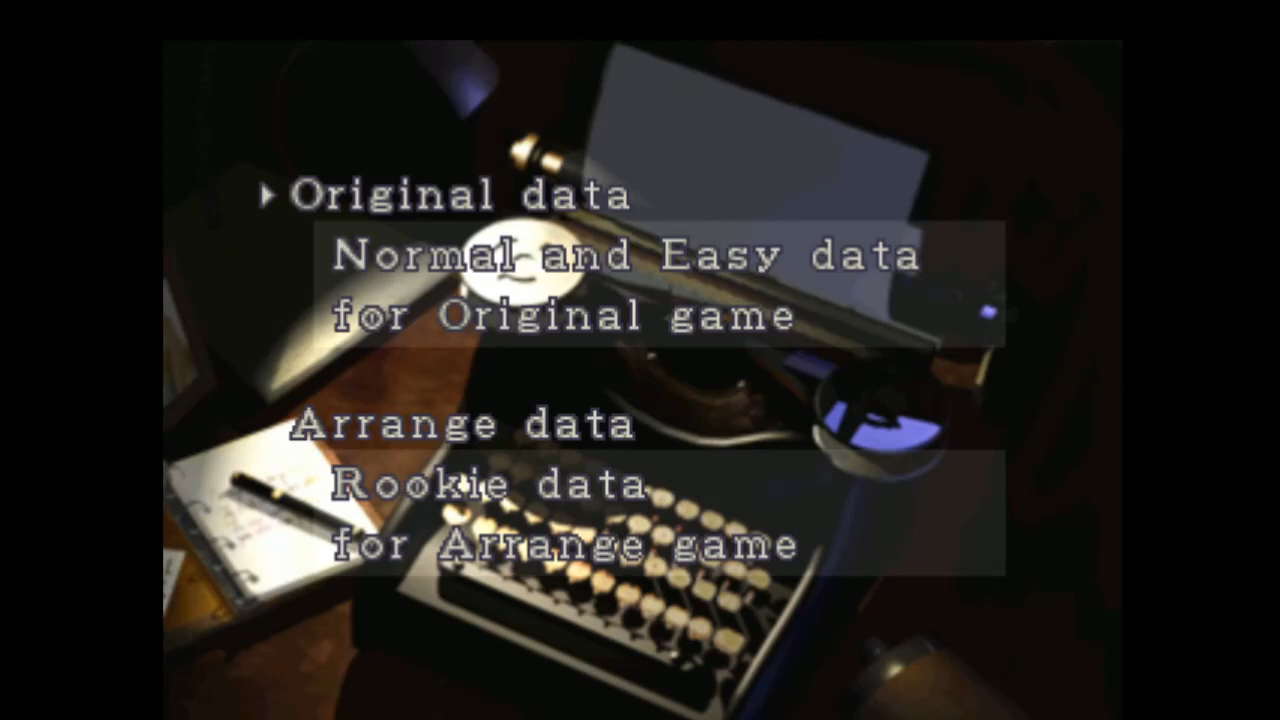 Original data
Normal and Easy data
for Original game
Arrange data
Rookie data
for Arrange game